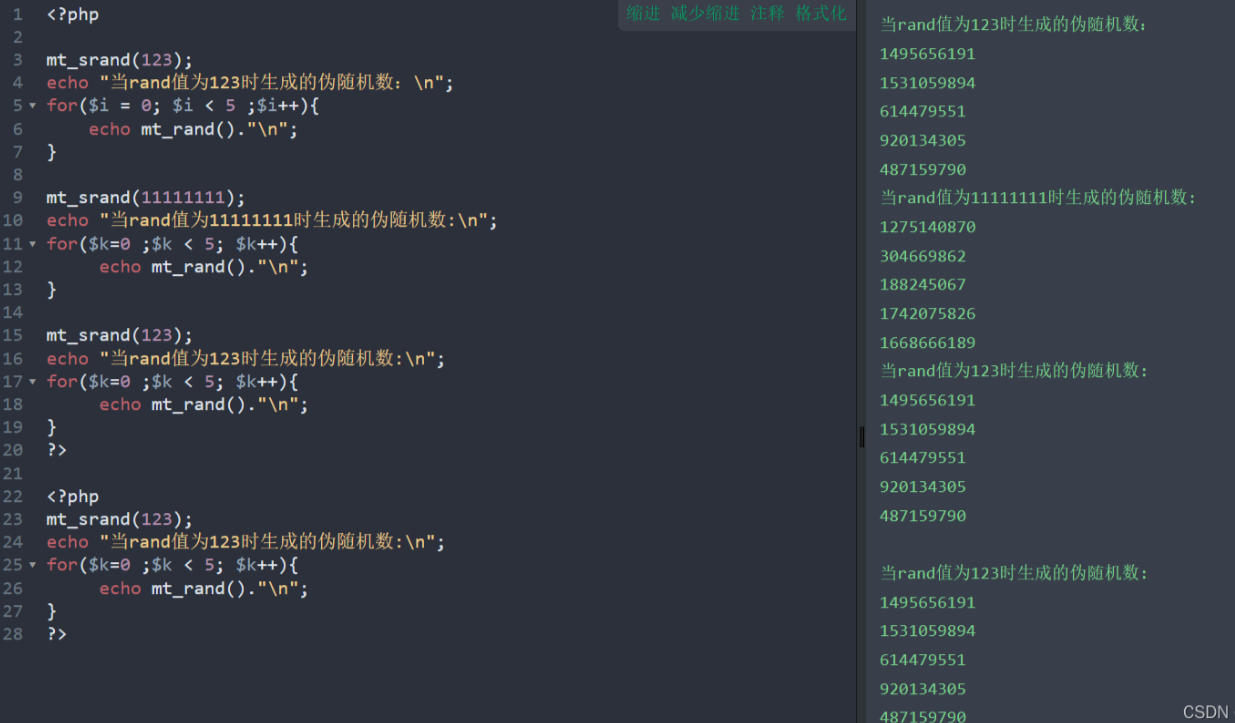 缩进 减少缩进 注释 格式化
1 <?php
2
3 mt_srand(123);
4 echo "当rand值为123时生成的伪随机数：\n";
5 for($i = 0; $i < 5 ;$i++){
6     echo mt_rand()."\n";
7 }
8
9 mt_srand(11111111);
10 echo "当rand值为11111111时生成的伪随机数:\n";
11 for($k=0 ;$k < 5; $k++){
12      echo mt_rand()."\n";
13 }
14
15 mt_srand(123);
16 echo "当rand值为123时生成的伪随机数:\n";
17 for($k=0 ;$k < 5; $k++){
18      echo mt_rand()."\n";
19 }
20 ?>
21
22 <?php
23 mt_srand(123);
24 echo "当rand值为123时生成的伪随机数:\n";
25 for($k=0 ;$k < 5; $k++){
26      echo mt_rand()."\n";
27 }
28 ?>
当rand值为123时生成的伪随机数：
1495656191
1531059894
614479551
920134305
487159790
当rand值为11111111时生成的伪随机数:
1275140870
304669862
188245067
1742075826
1668666189
当rand值为123时生成的伪随机数:
1495656191
1531059894
614479551
920134305
487159790
当rand值为123时生成的伪随机数:
1495656191
1531059894
614479551
920134305
487159790
CSDN